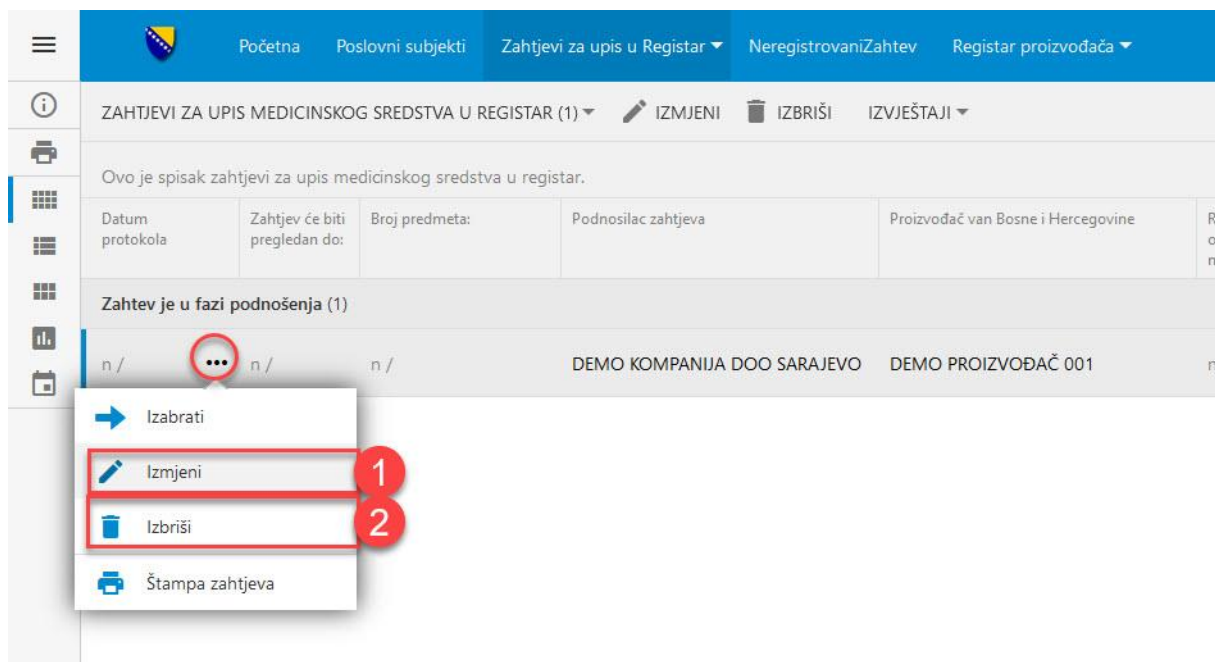 Početna Poslovni subjekti Zahtjevi za upis u Registar NeregistrovaniZahtev Registar proizvođača
ZAHTJEVI ZA UPIS MEDICINSKOG SREDSTVA U REGISTAR (1) IZMJENI IZBRIŠI IZVJEŠTAJI
Ovo je spisak zahtjevi za upis medicinskog sredstva u registar.
Datum Zahtjev će biti Broj predmeta: Podnosilac zahtjeva Proizvođač van Bosne i Hercegovine
protokola pregledan do:
Zahtev je u fazi podnošenja (1)
n / ••• n / n / DEMO KOMPANIJA DOO SARAJEVO DEMO PROIZVOĐAČ 001
Izabrati
Izmjeni 1
Izbriši 2
Štampa zahtjeva